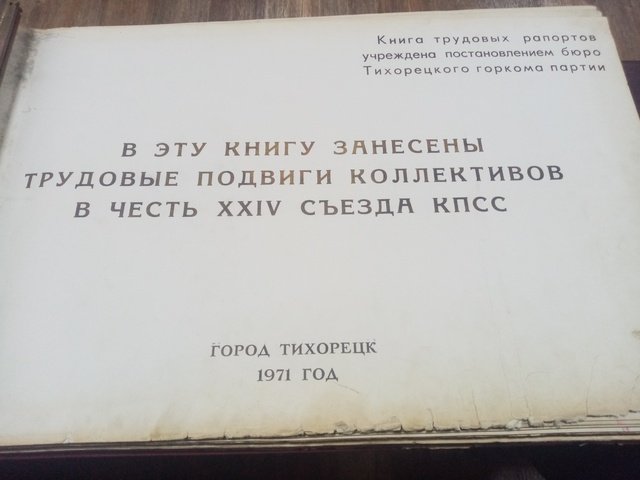 Книга трудовых рапортов
учреждена постановлением бюро
Тихорецкого горкома партии
В ЭТУ КНИГУ ЗАНЕСЕНЫ
ТРУДОВЫЕ ПОДВИГИ КОЛЛЕКТИВОВ
В ЧЕСТЬ XXIV СЪЕЗДА КПСС
ГОРОД ТИХОРЕЦК
1971 ГОД